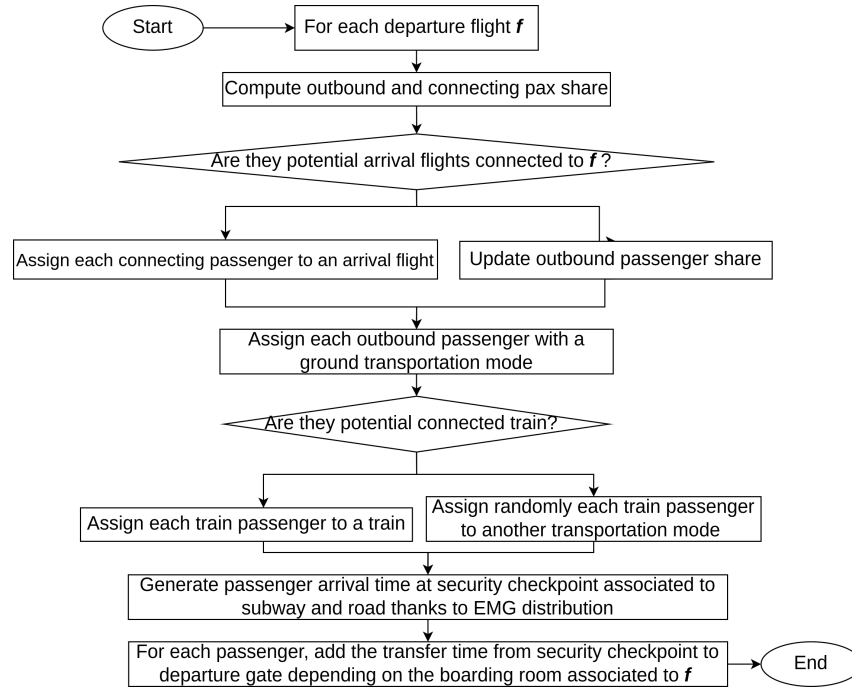 Start
For each departure flight f
Compute outbound and connecting pax share
Are they potential arrival flights connected to f ?
Assign each connecting passenger to an arrival flight
Update outbound passenger share
Assign each outbound passenger with a
ground transportation mode
Are they potential connected train?
Assign each train passenger to a train
Assign randomly each train passenger
to another transportation mode
Generate passenger arrival time at security checkpoint associated to
subway and road thanks to EMG distribution
For each passenger, add the transfer time from security checkpoint to
departure gate depending on the boarding room associated to f
End